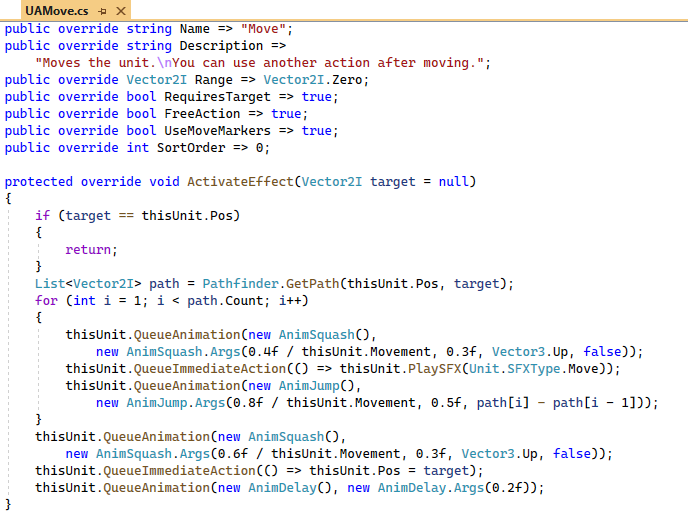 UAMove.cs
public override string Name => "Move";
public override string Description =>
    "Moves the unit.\nYou can use another action after moving.";
public override Vector2I Range => Vector2I.Zero;
public override bool RequiresTarget => true;
public override bool FreeAction => true;
public override bool UseMoveMarkers => true;
public override int SortOrder => 0;

protected override void ActivateEffect(Vector2I target = null)
{
    if (target == thisUnit.Pos)
    {
        return;
    }
    List<Vector2I> path = Pathfinder.GetPath(thisUnit.Pos, target);
    for (int i = 1; i < path.Count; i++)
    {
        thisUnit.QueueAnimation(new AnimSquash(),
            new AnimSquash.Args(0.4f / thisUnit.Movement, 0.3f, Vector3.Up, false));
        thisUnit.QueueImmediateAction(() => thisUnit.PlaySFX(Unit.SFXType.Move));
        thisUnit.QueueAnimation(new AnimJump(),
            new AnimJump.Args(0.8f / thisUnit.Movement, 0.5f, path[i] - path[i - 1]));
    }
    thisUnit.QueueAnimation(new AnimSquash(),
        new AnimSquash.Args(0.6f / thisUnit.Movement, 0.3f, Vector3.Up, false));
    thisUnit.QueueImmediateAction(() => thisUnit.Pos = target);
    thisUnit.QueueAnimation(new AnimDelay(), new AnimDelay.Args(0.2f));
}